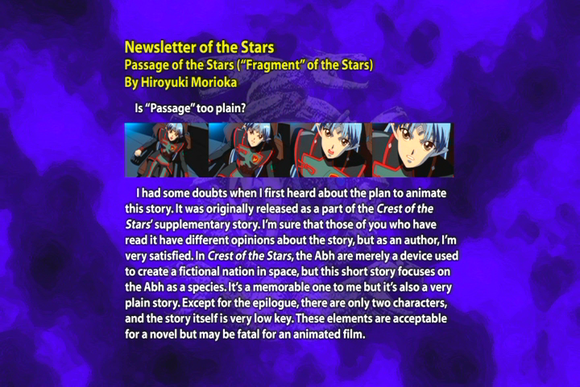 Newsletter of the Stars
Passage of the Stars (“Fragment” of the Stars)
By Hiroyuki Morioka
Is “Passage” too plain?
I had some doubts when I first heard about the plan to animate
this story. It was originally released as a part of the Crest of the
Stars’ supplementary story. I’m sure that those of you who have
read it have different opinions about the story, but as an author, I’m
very satisfied. In Crest of the Stars, the Abh are merely a device used
to create a fictional nation in space, but this short story focuses on
the Abh as a species. It’s a memorable one to me but it’s also a very
plain story. Except for the epilogue, there are only two characters,
and the story itself is very low key. These elements are acceptable
for a novel but may be fatal for an animated film.